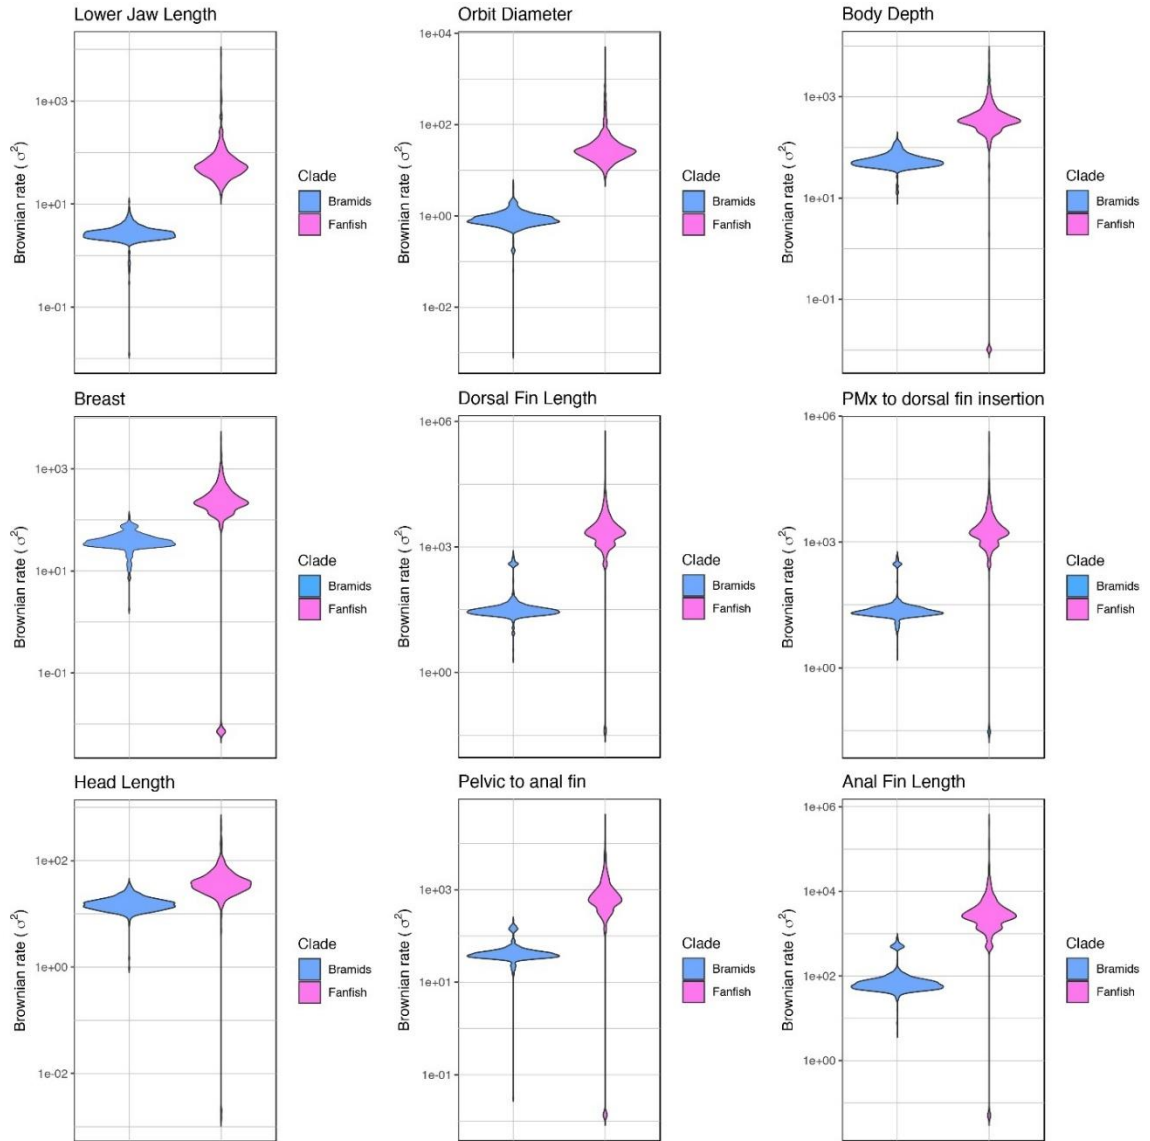 Lower Jaw Length
Brownian rate ( σ²)
1e+03
1e+01
1e-01
Clade
Bramids
Fanfish
Orbit Diameter
Brownian rate ( σ²)
1e+04
1e+02
1e+00
1e-02
Clade
Bramids
Fanfish
Body Depth
Brownian rate ( σ²)
1e+03
1e+01
1e-01
Clade
Bramids
Fanfish
Breast
Brownian rate ( σ²)
1e+03
1e+01
1e-01
Clade
Bramids
Fanfish
Dorsal Fin Length
Brownian rate ( σ²)
1e+06
1e+03
1e+00
Clade
Bramids
Fanfish
PMx to dorsal fin insertion
Brownian rate ( σ²)
1e+06
1e+03
1e+00
Clade
Bramids
Fanfish
Head Length
Brownian rate ( σ²)
1e+02
1e+00
1e-02
Clade
Bramids
Fanfish
Pelvic to anal fin
Brownian rate ( σ²)
1e+03
1e+01
1e-01
Clade
Bramids
Fanfish
Anal Fin Length
Brownian rate ( σ²)
1e+06
1e+04
1e+02
1e+00
Clade
Bramids
Fanfish